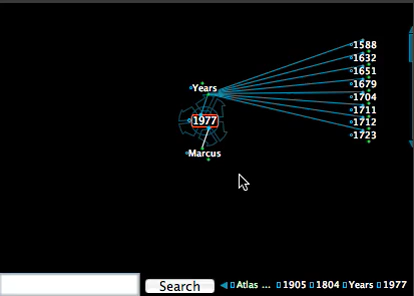 1588
1632
Years
1651
1679
1704
1711
1977
1712
1723
Marcus
Search
Atlas ... 1905 1804 Years 1977